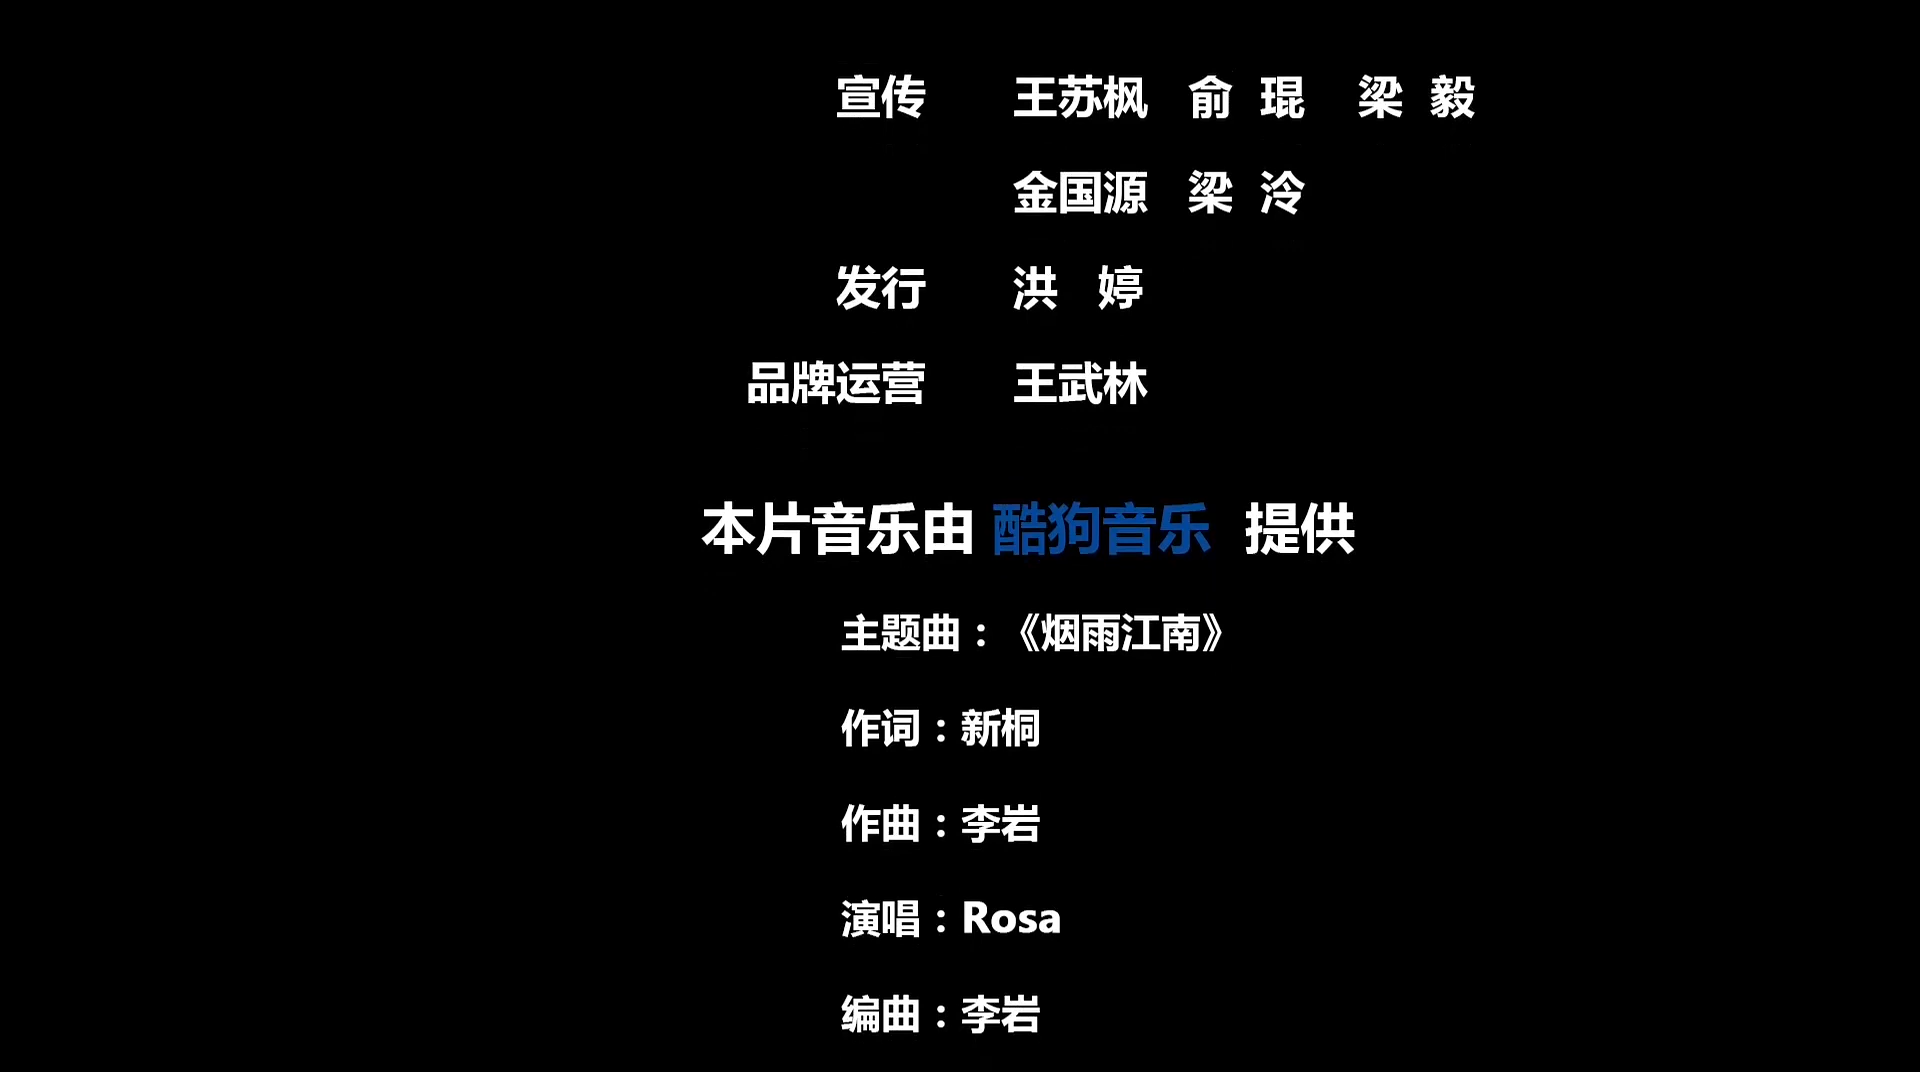 宣传 王苏枫 俞 琨 梁 毅
金国源 梁 泠
发行 洪 婷
品牌运营 王武林
本片音乐由 酷狗音乐 提供
主题曲：《烟雨江南》
作词：新桐
作曲：李岩
演唱：Rosa
编曲：李岩